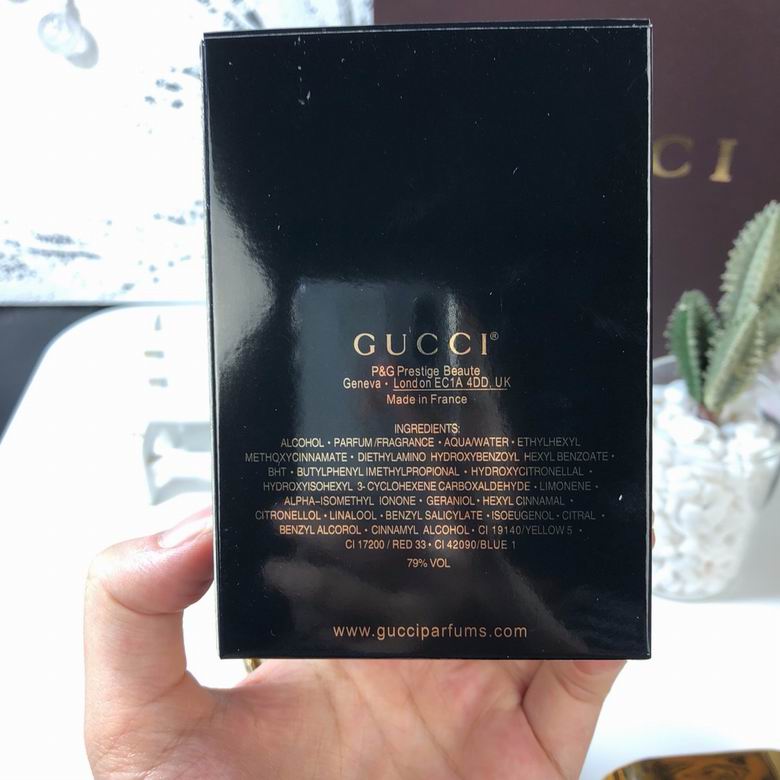 CCI
GUCCI®
P&G Prestige Beaute
Geneva · London EC1A 4DD, UK
Made in France
INGREDIENTS:
ALCOHOL · PARFUM/FRAGRANCE · AQUA/WATER · ETHYLHEXYL
METHOXYCINNAMATE · DIETHYLAMINO HYDROXYBENZOYL HEXYL BENZOATE ·
BHT · BUTYLPHENYL IMETHYLPROPIONAL · HYDROXYCITRONELLAL ·
HYDROXYISOHEXYL 3-CYCLOHEXENE CARBOXALDEHYDE · LIMONENE ·
ALPHA-ISOMETHYL IONONE · GERANIOL · HEXYL CINNAMAL ·
CITRONELLOL · LINALOOL · BENZYL SALICYLATE · ISOEUGENOL · CITRAL ·
BENZYL ALCOROL · CINNAMYL ALCOHOL · CI 19140/YELLOW 5 ·
CI 17200 / RED 33 · CI 42090/BLUE 1
79% VOL
www.gucciparfums.com